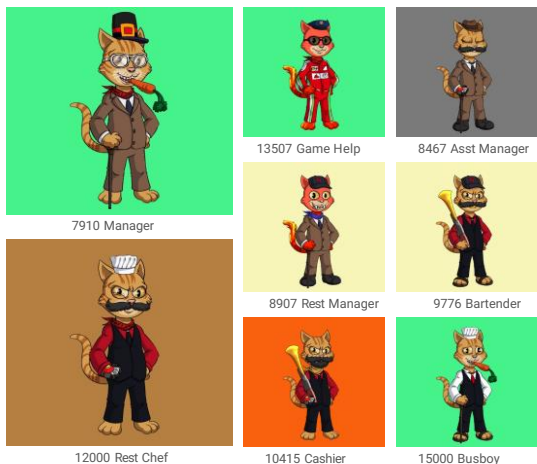 7910 Manager
13507 Game Help
8467 Asst Manager
8907 Rest Manager
9776 Bartender
12000 Rest Chef
10415 Cashier
15000 Busboy